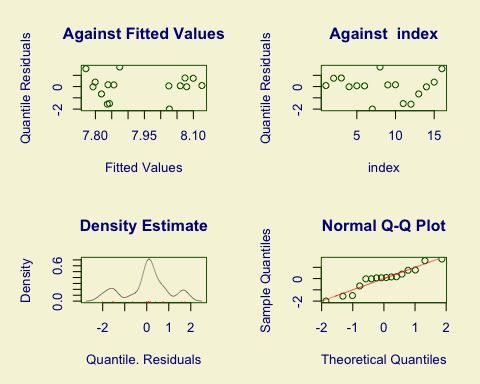 Against Fitted Values
Quantile Residuals
-2 0
7.80 7.95 8.10
Fitted Values
Against index
Quantile Residuals
-2 0
5 10 15
index
Density Estimate
Density
0.0 0.6
-2 0 1 2
Quantile. Residuals
Normal Q-Q Plot
Sample Quantiles
-2 0
-2 -1 0 1 2
Theoretical Quantiles